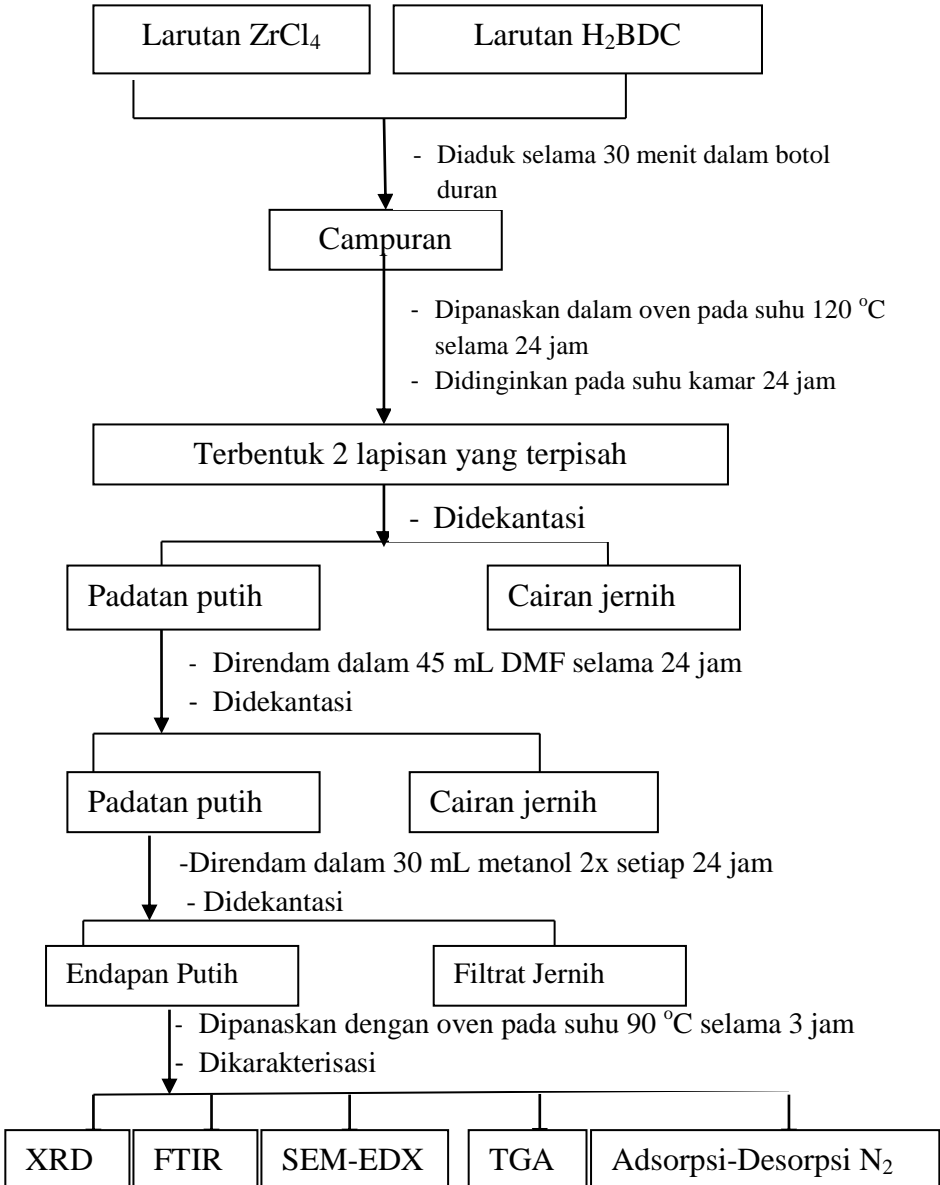 Larutan ZrCl₄
Larutan H₂BDC
- Diaduk selama 30 menit dalam botol
duran
Campuran
- Dipanaskan dalam oven pada suhu 120 ºC
selama 24 jam
- Didinginkan pada suhu kamar 24 jam
Terbentuk 2 lapisan yang terpisah
- Didekantasi
Padatan putih
Cairan jernih
- Direndam dalam 45 mL DMF selama 24 jam
- Didekantasi
Padatan putih
Cairan jernih
-Direndam dalam 30 mL metanol 2x setiap 24 jam
- Didekantasi
Endapan Putih
Filtrat Jernih
- Dipanaskan dengan oven pada suhu 90 ºC selama 3 jam
- Dikarakterisasi
XRD
FTIR
SEM-EDX
TGA
Adsorpsi-Desorpsi N₂